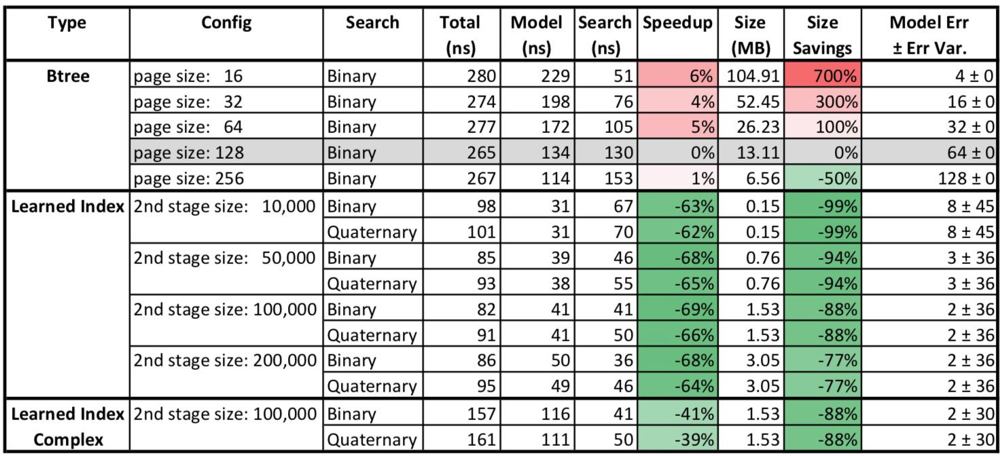 Type Config Search Total (ns) Model (ns) Search (ns) Speedup Size (MB) Size Savings Model Err ± Err Var.
Btree page size: 16 Binary 280 229 51 6% 104.91 700% 4 ± 0
page size: 32 Binary 274 198 76 4% 52.45 300% 16 ± 0
page size: 64 Binary 277 172 105 5% 26.23 100% 32 ± 0
page size: 128 Binary 265 134 130 0% 13.11 0% 64 ± 0
page size: 256 Binary 267 114 153 1% 6.56 -50% 128 ± 0
Learned Index 2nd stage size: 10,000 Binary 98 31 67 -63% 0.15 -99% 8 ± 45
Quaternary 101 31 70 -62% 0.15 -99% 8 ± 45
2nd stage size: 50,000 Binary 85 39 46 -68% 0.76 -94% 3 ± 36
Quaternary 93 38 55 -65% 0.76 -94% 3 ± 36
2nd stage size: 100,000 Binary 82 41 41 -69% 1.53 -88% 2 ± 36
Quaternary 91 41 50 -66% 1.53 -88% 2 ± 36
2nd stage size: 200,000 Binary 86 50 36 -68% 3.05 -77% 2 ± 36
Quaternary 95 49 46 -64% 3.05 -77% 2 ± 36
Learned Index Complex 2nd stage size: 100,000 Binary 157 116 41 -41% 1.53 -88% 2 ± 30
Quaternary 161 111 50 -39% 1.53 -88% 2 ± 30